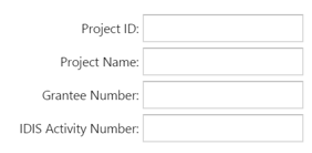 Project ID:
Project Name:
Grantee Number:
IDIS Activity Number: